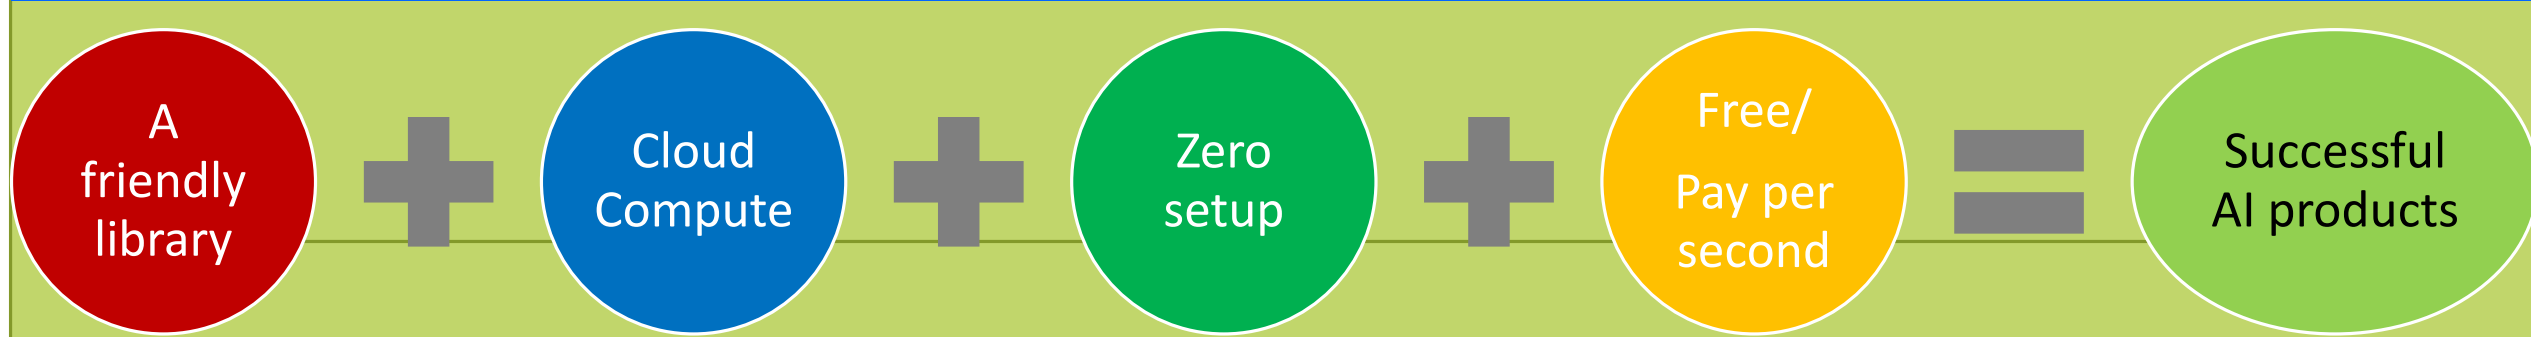 A
friendly
library
Cloud
Compute
Zero
setup
Free/
Pay per
second
Successful
AI products